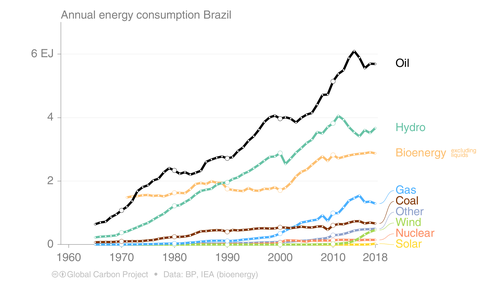 Annual energy consumption Brazil
6 EJ
Oil
4
Hydro
Bioenergy excluding liquids
2
Gas
Coal
Other
Wind
Nuclear
Solar
0
1960 1970 1980 1990 2000 2010 2018
Global Carbon Project • Data: BP, IEA (bioenergy)